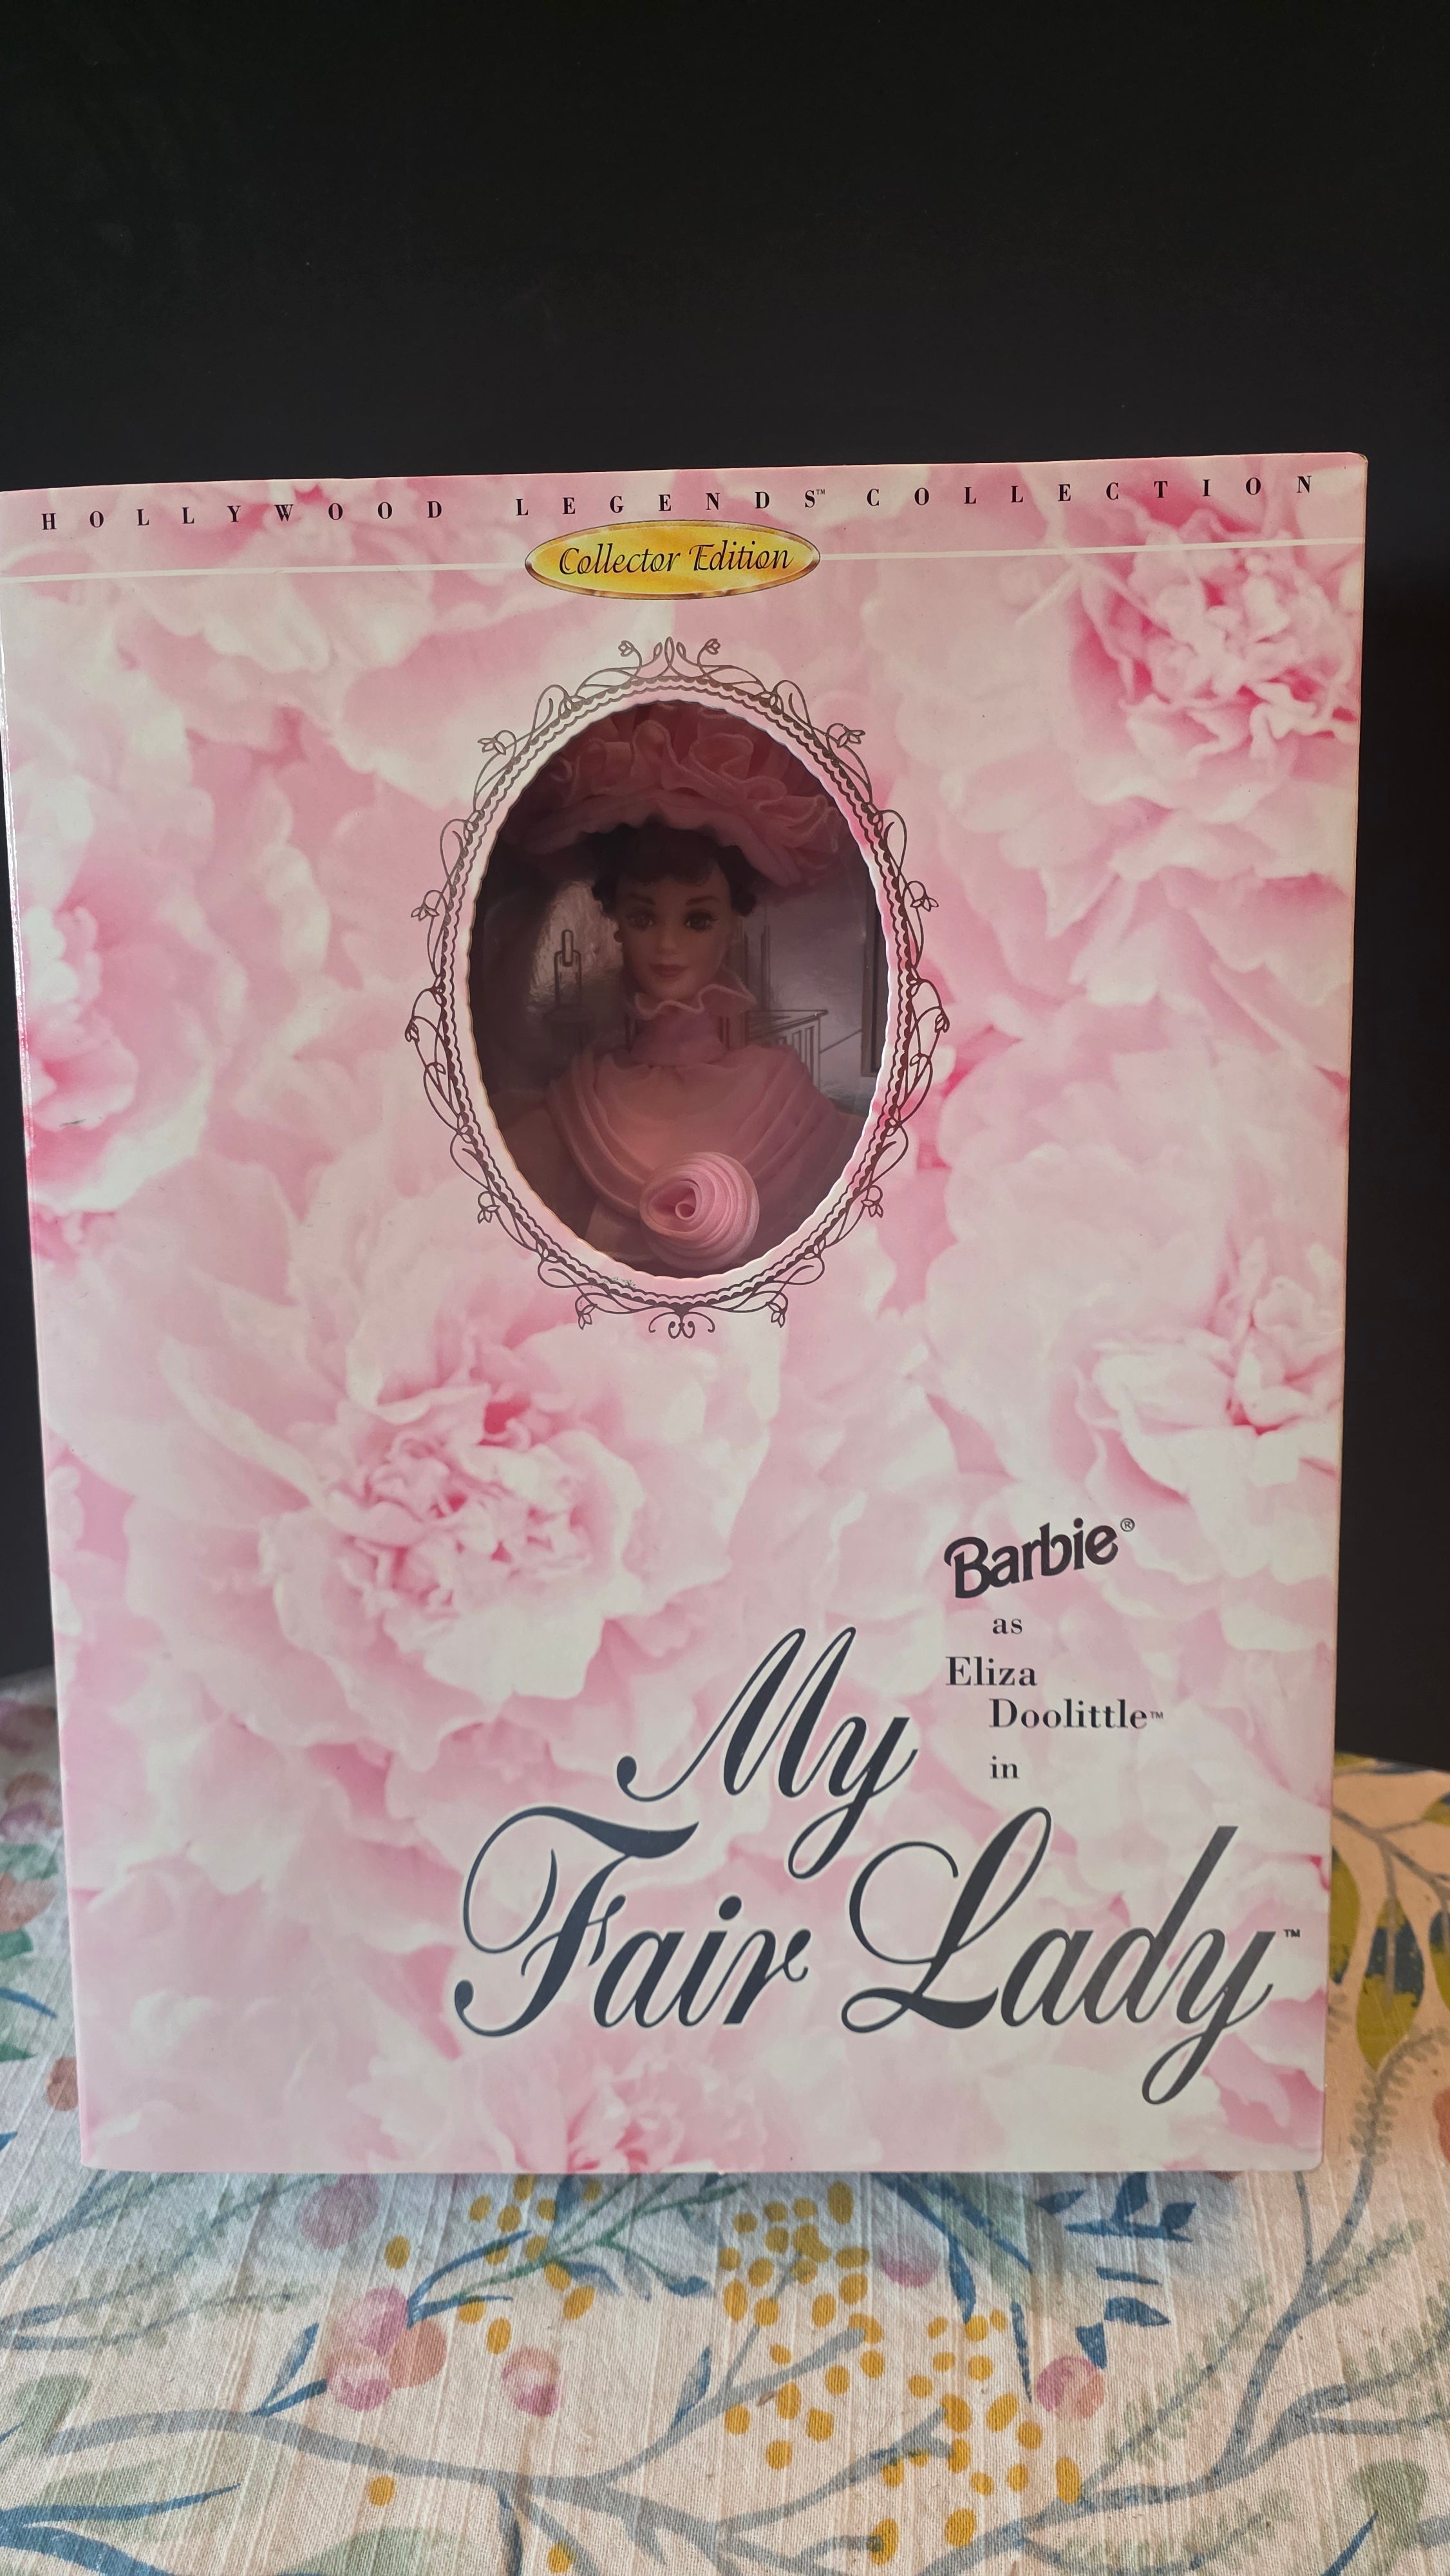 HOLLYWOOD LEGENDS™ COLLECTION
Collector Edition
Barbie®
as
Eliza
Doolittle™
in
My
Fair Lady™